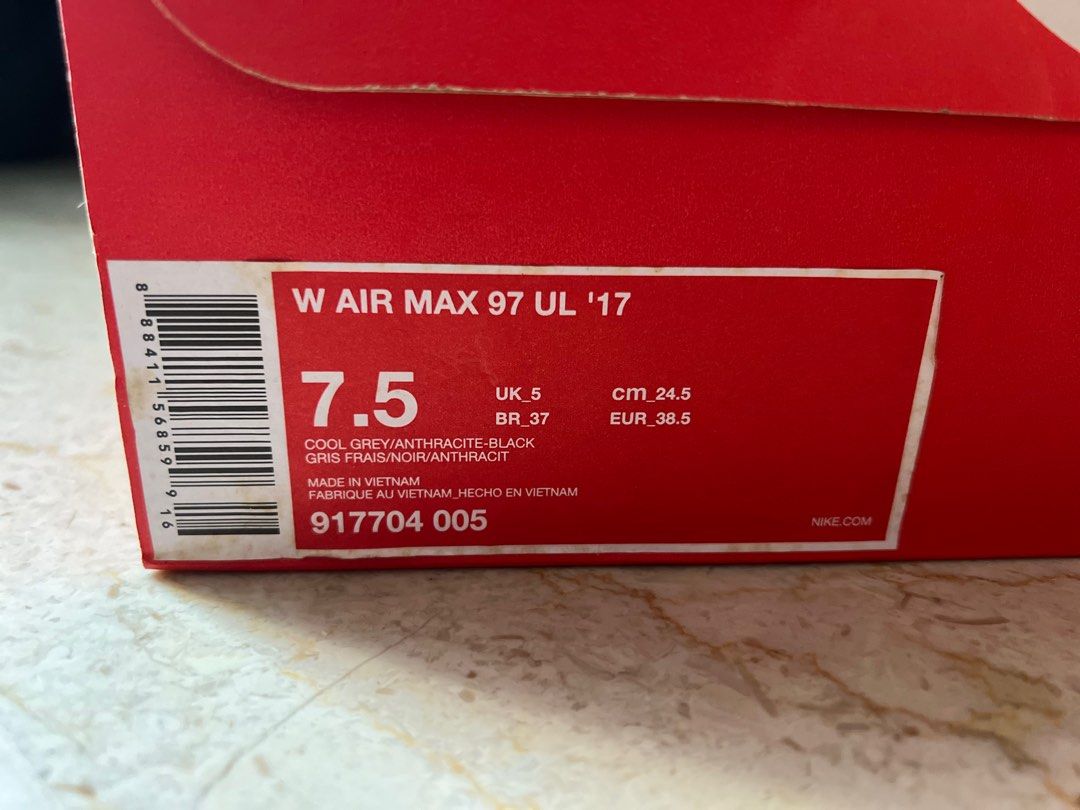 8 88411 56859 9 16
W AIR MAX 97 UL '17
7.5
UK_5 cm_24.5
BR_37 EUR_38.5
COOL GREY/ANTHRACITE-BLACK
GRIS FRAIS/NOIR/ANTHRACIT
MADE IN VIETNAM
FABRIQUE AU VIETNAM_HECHO EN VIETNAM
917704 005
NIKE.COM